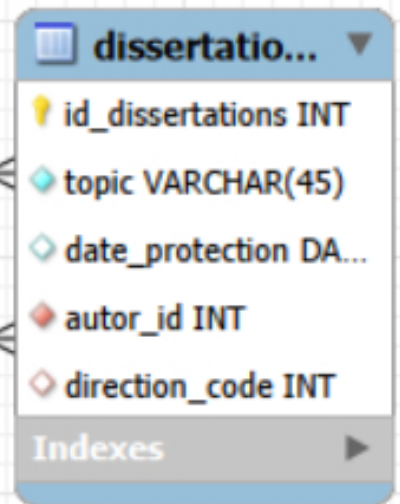 dissertatio...
id_dissertations INT
topic VARCHAR(45)
date_protection DA...
autor_id INT
direction_code INT
Indexes